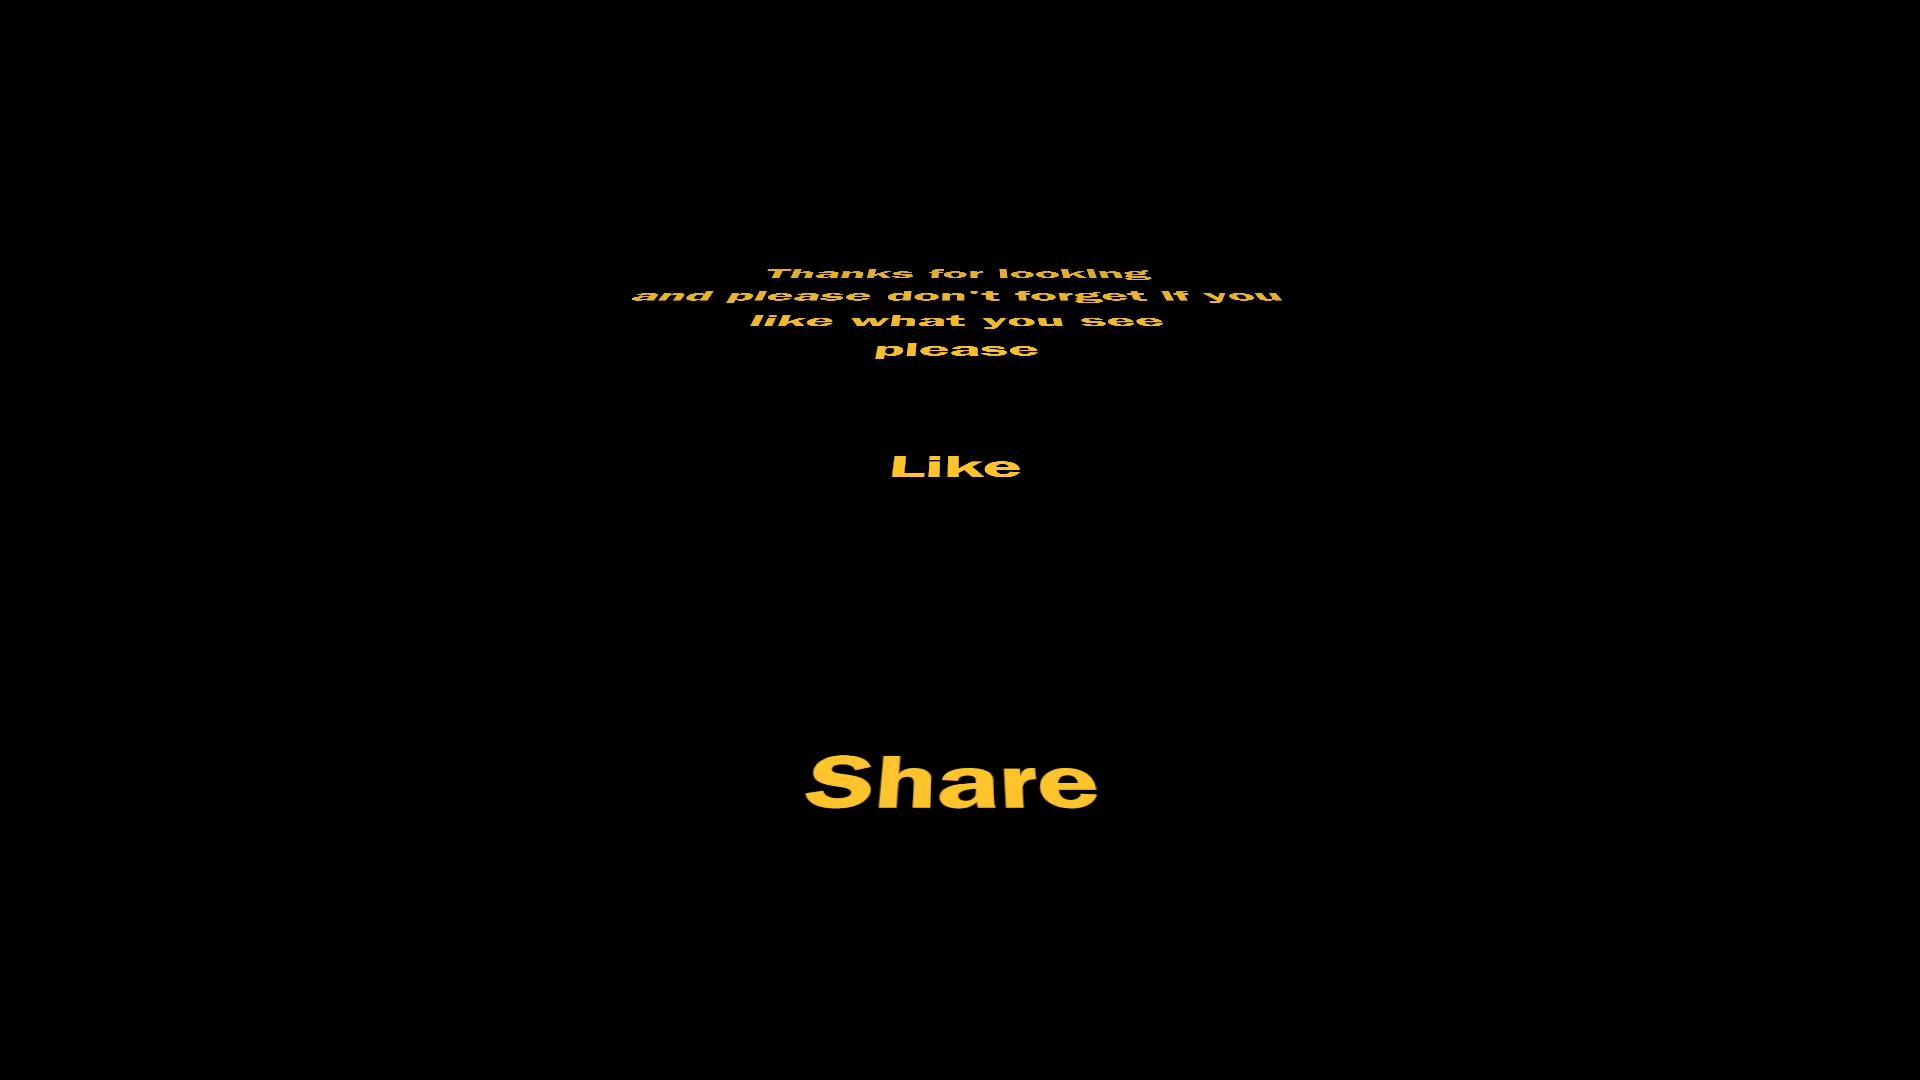 Thanks for looking
and please don't forget if you
like what you see
please
Like
Share